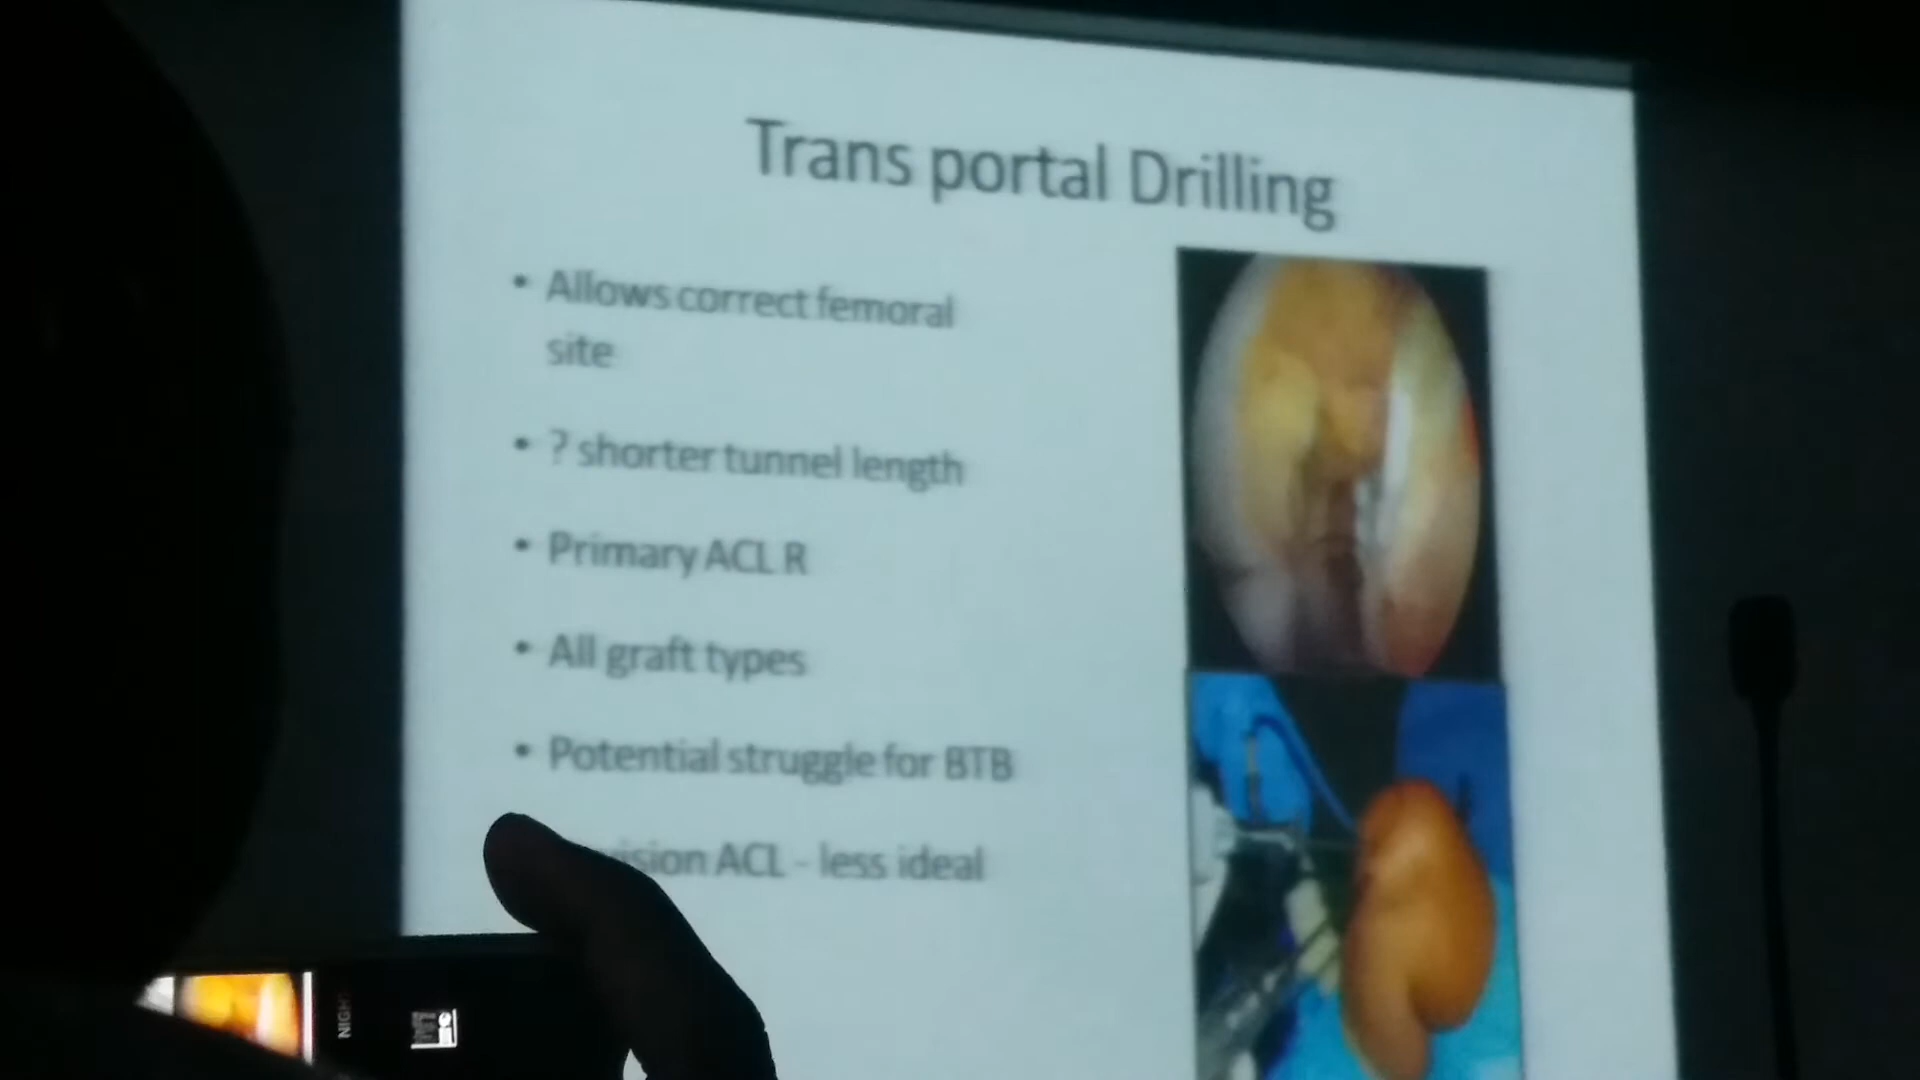 Trans portal Drilling
• Allows correct femoral
site
• ? shorter tunnel length
• Primary ACL R
• All graft types
• Potential struggle for BTB
ACL - less ideal
NIGH